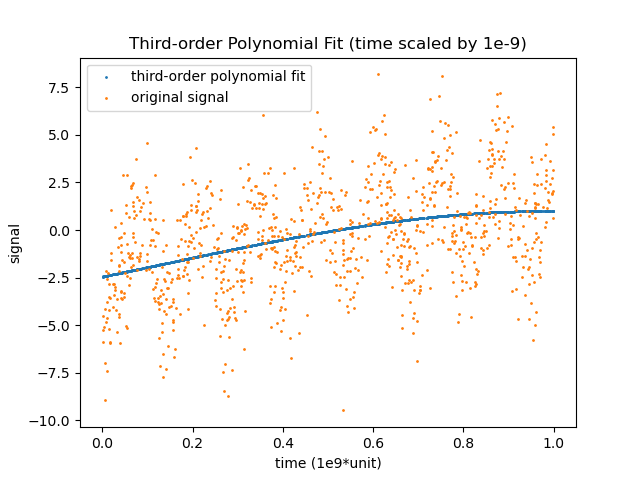 Third-order Polynomial Fit (time scaled by 1e-9)
third-order polynomial fit
original signal
7.5
5.0
2.5
0.0
−2.5
−5.0
−7.5
−10.0
signal
0.0 0.2 0.4 0.6 0.8 1.0
time (1e9*unit)